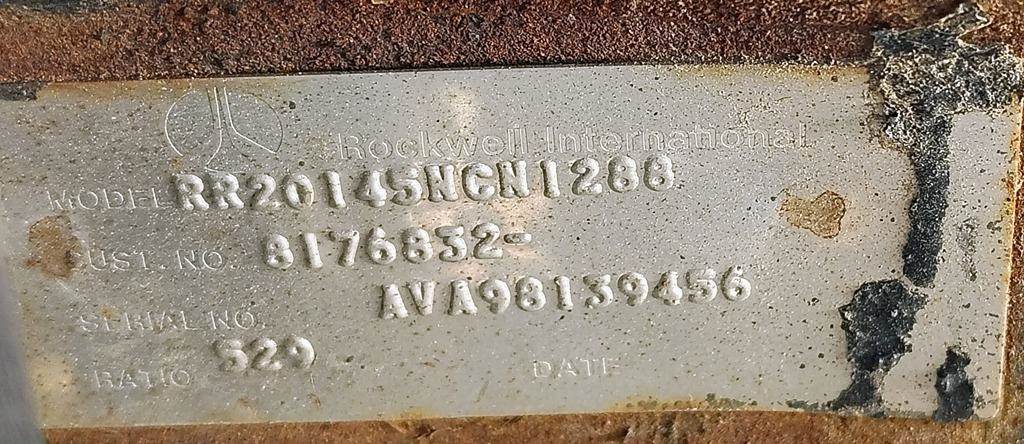 Rockwell International
MODEL RR20145NCN1288
CUST. NO. 8176832-
SERIAL NO. AVA98139456
RATIO 529 DATE